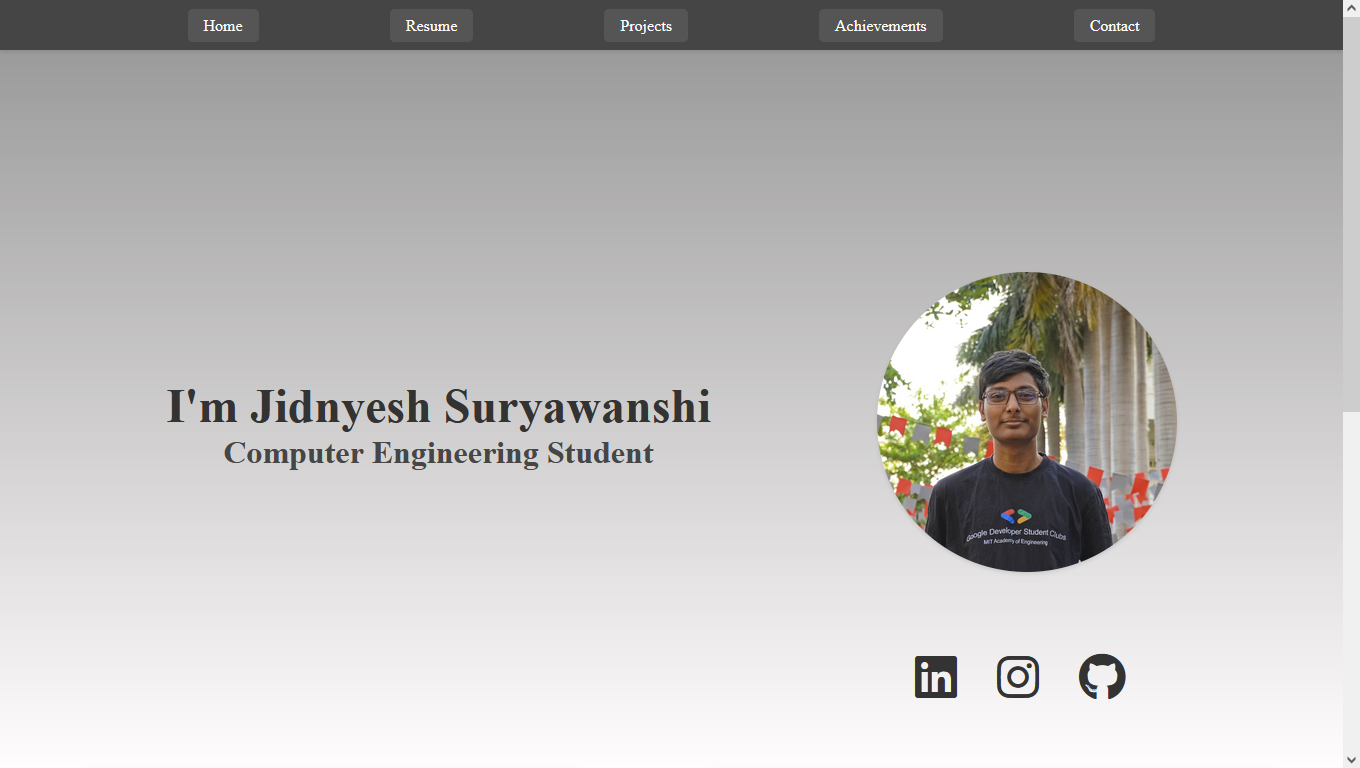 Home
Resume
Projects
Achievements
Contact
I'm Jidnyesh Suryawanshi
Computer Engineering Student
Google Developer Student Clubs
MIT Academy of Engineering
in